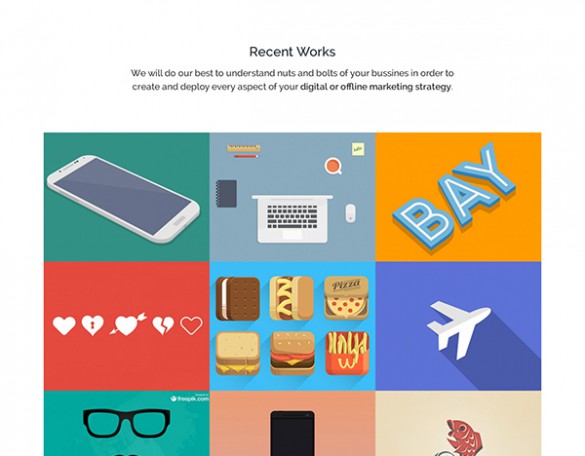 Recent Works
We will do our best to understand nuts and bolts of your bussines in order to
create and deploy every aspect of your digital or offline marketing strategy.
BAY
Pizza
freepik.com